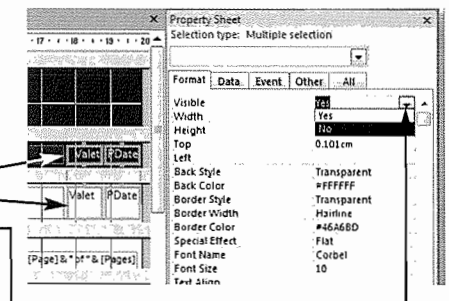 Property Sheet
Selection type: Multiple selection
· 17 · · · 18 · · · 19 · · · 20
Format Data Event Other All
Visible Yes
Width Yes
Height No
Top 0.101cm
Left
Back Style Transparent
Back Color #FFFFFF
Border Style Transparent
Border Width Hairline
Border Color #46A6BD
Special Effect Flat
Font Name Corbel
Font Size 10
Text Align
Valet PDate
Valet PDate
[Page] & " of " & [Pages]